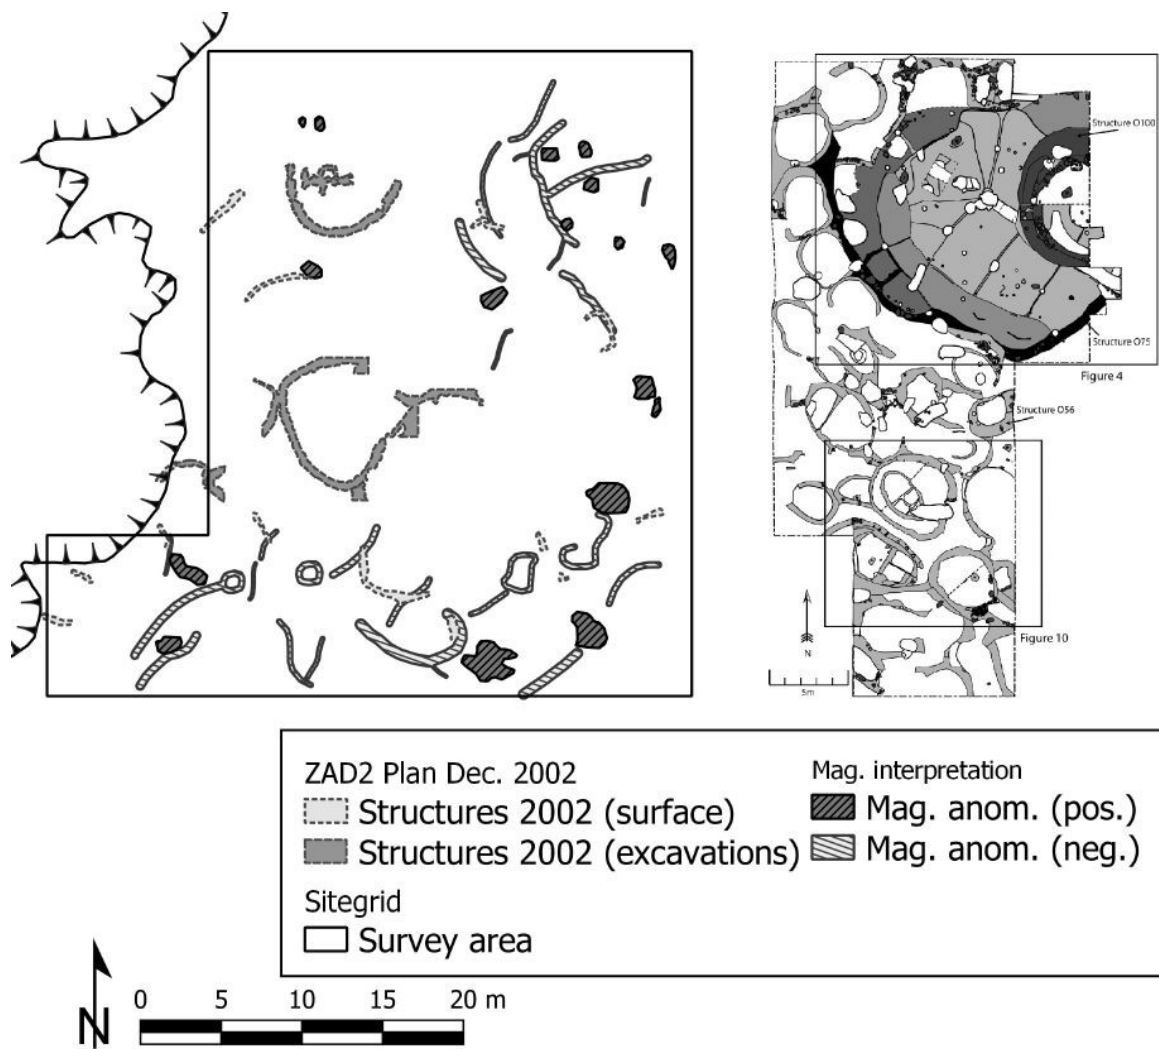 Structure O100
Structure O75
Figure 4
Structure O56
Figure 10
N
5m
ZAD2 Plan Dec. 2002
Structures 2002 (surface)
Structures 2002 (excavations)
Sitegrid
Survey area
Mag. interpretation
Mag. anom. (pos.)
Mag. anom. (neg.)
N
0 5 10 15 20 m